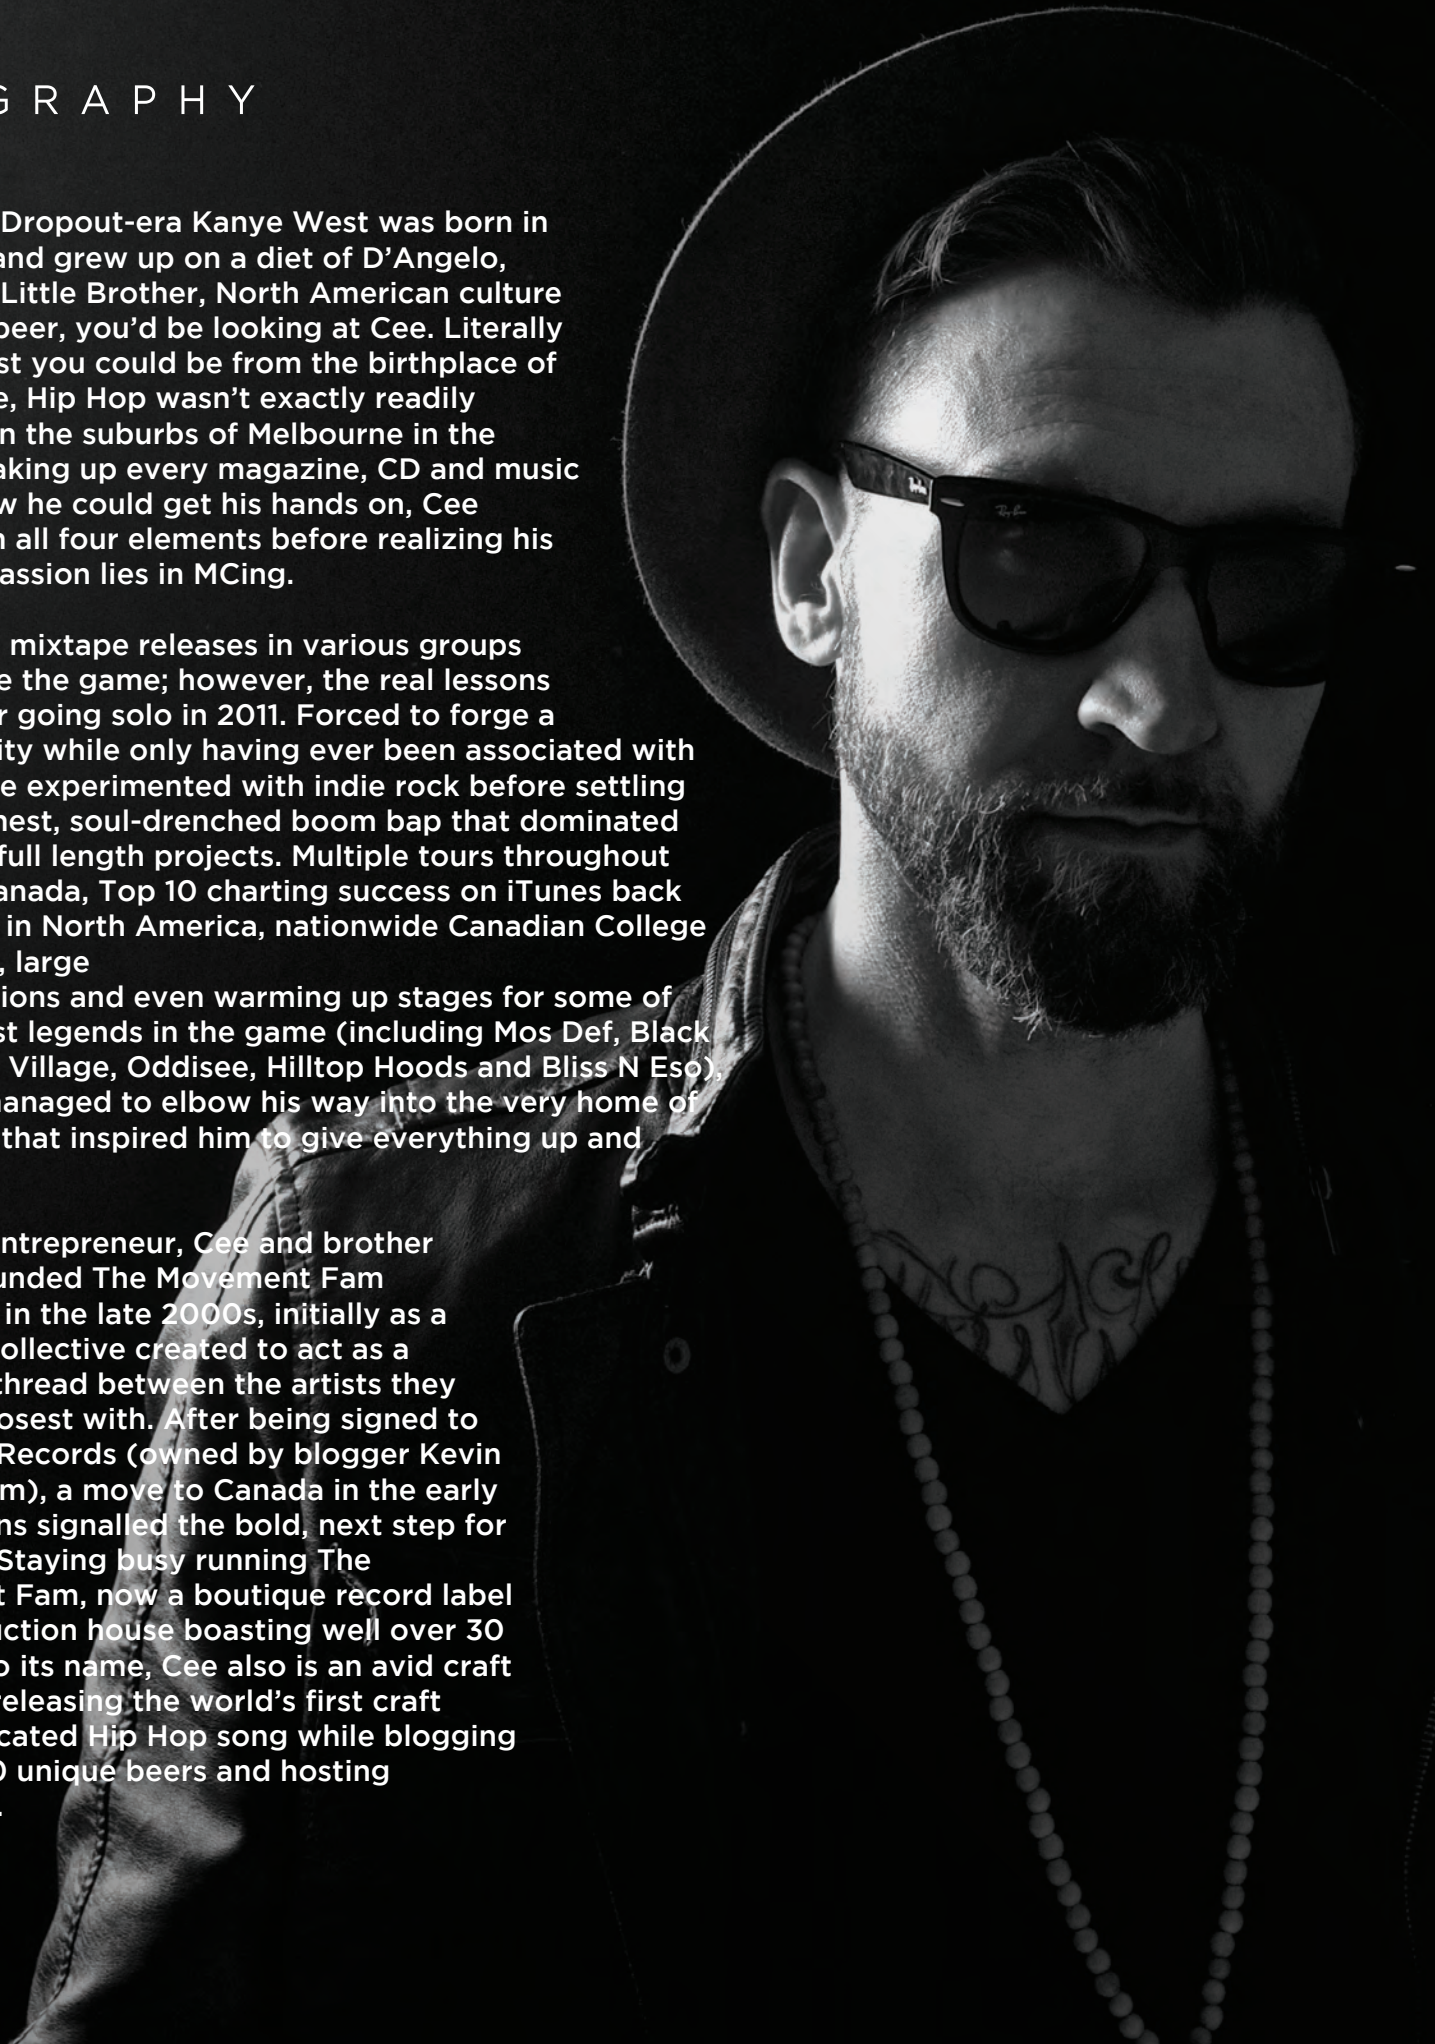 GRAPHY
Dropout-era Kanye West was born in
and grew up on a diet of D’Angelo,
Little Brother, North American culture
beer, you’d be looking at Cee. Literally
st you could be from the birthplace of
e, Hip Hop wasn’t exactly readily
n the suburbs of Melbourne in the
aking up every magazine, CD and music
w he could get his hands on, Cee
n all four elements before realizing his
assion lies in MCing.
mixtape releases in various groups
e the game; however, the real lessons
r going solo in 2011. Forced to forge a
ity while only having ever been associated with
e experimented with indie rock before settling
nest, soul-drenched boom bap that dominated
full length projects. Multiple tours throughout
anada, Top 10 charting success on iTunes back
in North America, nationwide Canadian College
, large
ions and even warming up stages for some of
st legends in the game (including Mos Def, Black
Village, Oddisee, Hilltop Hoods and Bliss N Eso),
anaged to elbow his way into the very home of
that inspired him to give everything up and
ntrepreneur, Cee and brother
unded The Movement Fam
in the late 2000s, initially as a
ollective created to act as a
thread between the artists they
osest with. After being signed to
Records (owned by blogger Kevin
m), a move to Canada in the early
ns signalled the bold, next step for
Staying busy running The
t Fam, now a boutique record label
uction house boasting well over 30
o its name, Cee also is an avid craft
releasing the world’s first craft
cated Hip Hop song while blogging
0 unique beers and hosting
.
Ray-Ban